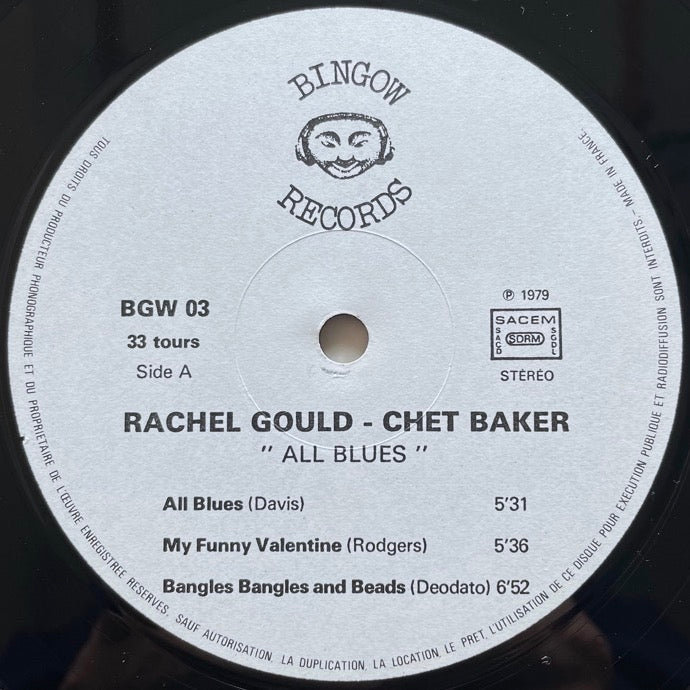 BINGOW
RECORDS
BGW 03
33 tours
Side A
℗ 1979
SACEM
SACD
SDRM
SGDL
STÉRÉO
RACHEL GOULD - CHET BAKER
" ALL BLUES "
All Blues (Davis) 5'31
My Funny Valentine (Rodgers) 5'36
Bangles Bangles and Beads (Deodato) 6'52
TOUS DROITS DU PRODUCTEUR PHONOGRAPHIQUE ET DU PROPRIETAIRE DE L'ŒUVRE ENREGISTREE RESERVES, SAUF AUTORISATION, LA DUPLICATION, LA LOCATION, LE PRET, L'UTILISATION DE CE DISQUE POUR EXECUTION PUBLIQUE ET RADIODIFFUSION SONT INTERDITS.- MADE IN FRANCE.